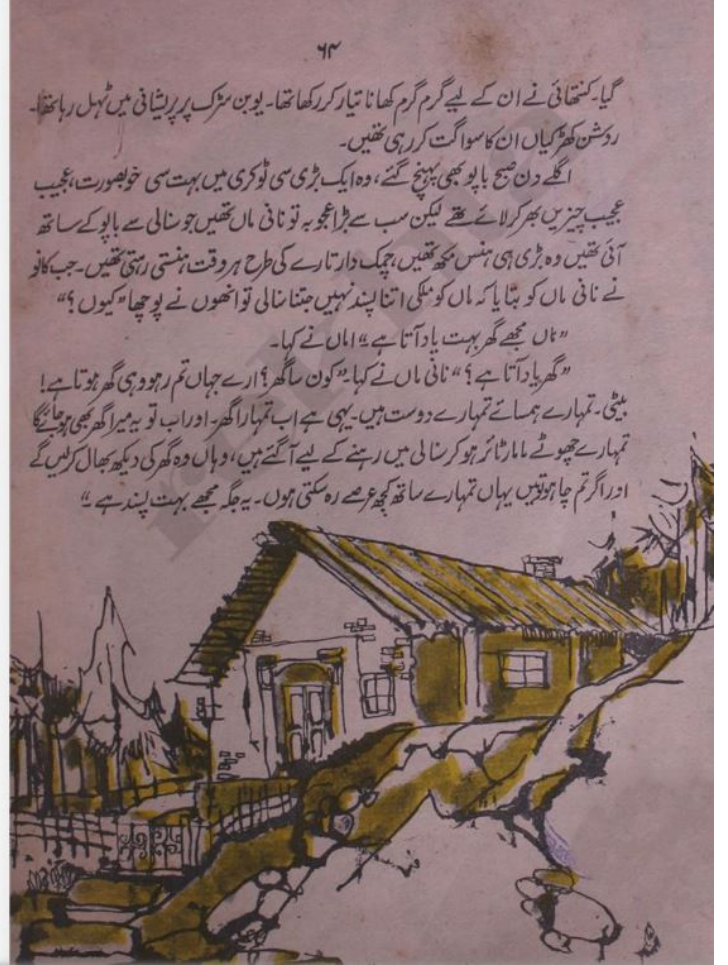 ۶۴
گیا۔ کنتھائی نے ان کے لیے گرم گرم کھانا تیار کر رکھا تھا۔ یوبن سڑک پر پریشانی میں ٹہل رہا تھا۔
روشن کھڑکیاں ان کا سواگت کر رہی تھیں۔
اگلے دن صبح باپو بھی پہنچ گئے، وہ ایک بڑی سی ٹوکری میں بہت سی خوبصورت، عجیب
عجیب چیزیں بھر کر لائے تھے لیکن سب سے بڑا عجوبہ تو نانی ماں تھیں جو سنالی سے باپو کے ساتھ
آئی تھیں وہ بڑی ہی ہنس مکھ تھیں، چمک دار تارے کی طرح ہر وقت ہنستی رہتی تھیں۔ جب کانو
نے نانی ماں کو بتایا کہ ماں کو ملکی اتنا پسند نہیں جتنا سنالی تو انھوں نے پوچھا "کیوں؟"
"ماں مجھے گھر بہت یاد آتا ہے" اماں نے کہا۔
"گھر یاد آتا ہے؟" نانی ماں نے کہا۔ "کون سا گھر؟ ارے جہاں تم رہو وہی گھر ہوتا ہے!
بیٹی۔ تمہارے ہمسائے تمہارے دوست ہیں۔ یہی ہے اب تمہارا گھر۔ اور اب تو یہ میرا گھر بھی ہو جائے گا
تمہارے چھوٹے ماما ریٹائر ہو کر سنالی میں رہنے کے لیے آ گئے ہیں، وہاں وہ گھر کی دیکھ بھال کر لیں گے
اور اگر تم چاہو تو میں یہاں تمہارے ساتھ کچھ عرصے رہ سکتی ہوں۔ یہ جگہ مجھے بہت پسند ہے"